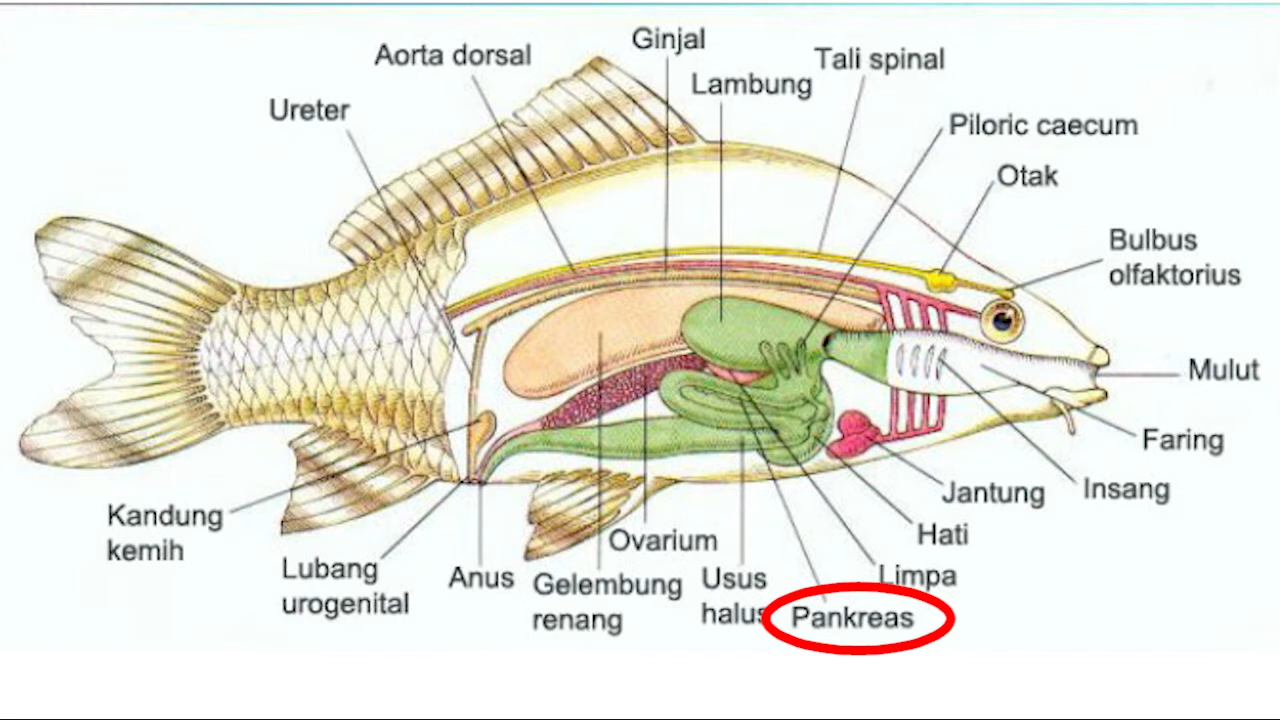 Ginjal
Aorta dorsal
Tali spinal
Lambung
Ureter
Piloric caecum
Otak
Bulbus
olfaktorius
Mulut
Faring
Insang
Jantung
Kandung
kemih
Hati
Ovarium
Lubang
urogenital
Anus
Gelembung
renang
Usus
halus
Limpa
Pankreas